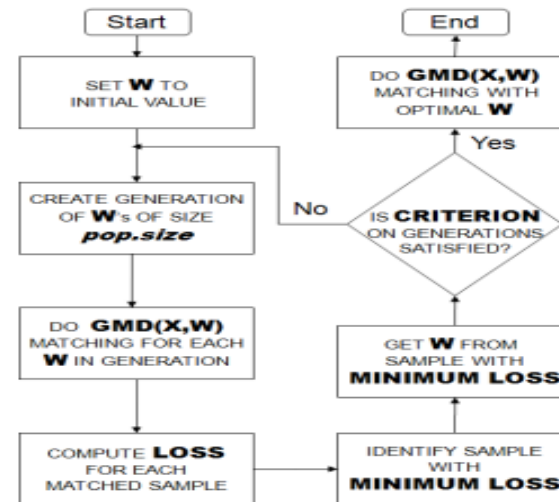 Start
SET W TO
INITIAL VALUE
CREATE GENERATION
OF W's OF SIZE
pop.size
DO GMD(X,W)
MATCHING FOR EACH
W IN GENERATION
COMPUTE LOSS
FOR EACH
MATCHED SAMPLE
IDENTIFY SAMPLE
WITH
MINIMUM LOSS
GET W FROM
SAMPLE WITH
MINIMUM LOSS
IS CRITERION
ON GENERATIONS
SATISFIED?
No
Yes
DO GMD(X,W)
MATCHING WITH
OPTIMAL W
End